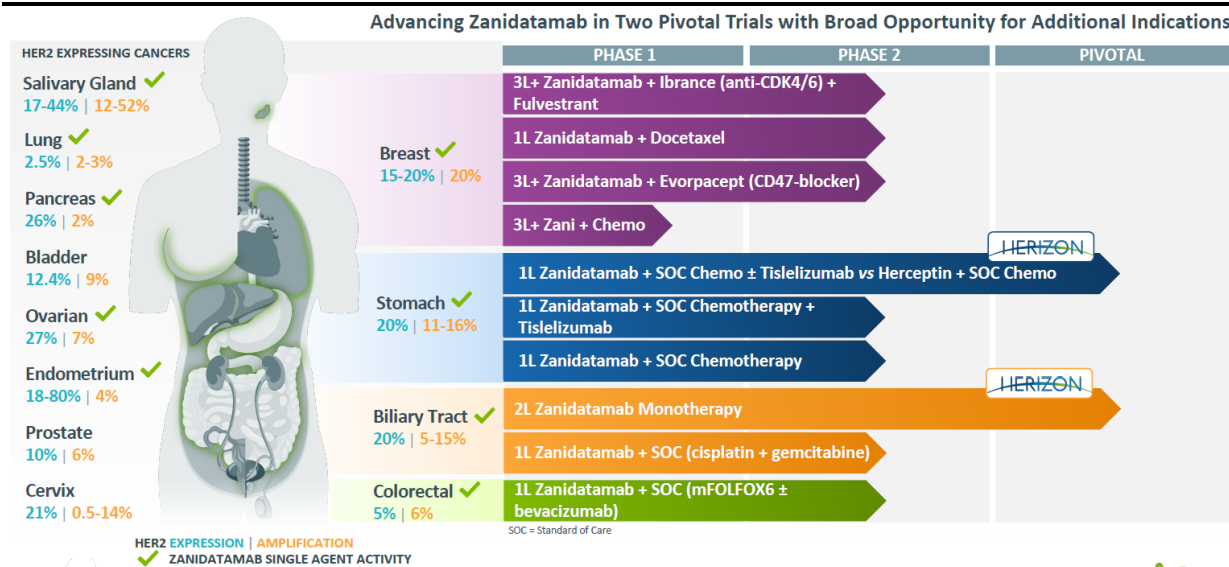 Advancing Zanidatamab in Two Pivotal Trials with Broad Opportunity for Additional Indications
HER2 EXPRESSING CANCERS
PHASE 1
PHASE 2
PIVOTAL
Salivary Gland
17-44% | 12-52%
Lung
2.5% | 2-3%
Pancreas
26% | 2%
Bladder
12.4% | 9%
Ovarian
27% | 7%
Endometrium
18-80% | 4%
Prostate
10% | 6%
Cervix
21% | 0.5-14%
Breast
15-20% | 20%
3L+ Zanidatamab + Ibrance (anti-CDK4/6) +
Fulvestrant
1L Zanidatamab + Docetaxel
3L+ Zanidatamab + Evorpacept (CD47-blocker)
3L+ Zani + Chemo
Stomach
20% | 11-16%
HERIZON
1L Zanidatamab + SOC Chemo ± Tislelizumab vs Herceptin + SOC Chemo
1L Zanidatamab + SOC Chemotherapy +
Tislelizumab
1L Zanidatamab + SOC Chemotherapy
Biliary Tract
20% | 5-15%
HERIZON
2L Zanidatamab Monotherapy
1L Zanidatamab + SOC (cisplatin + gemcitabine)
Colorectal
5% | 6%
1L Zanidatamab + SOC (mFOLFOX6 ±
bevacizumab)
SOC = Standard of Care
HER2 EXPRESSION | AMPLIFICATION
ZANIDATAMAB SINGLE AGENT ACTIVITY